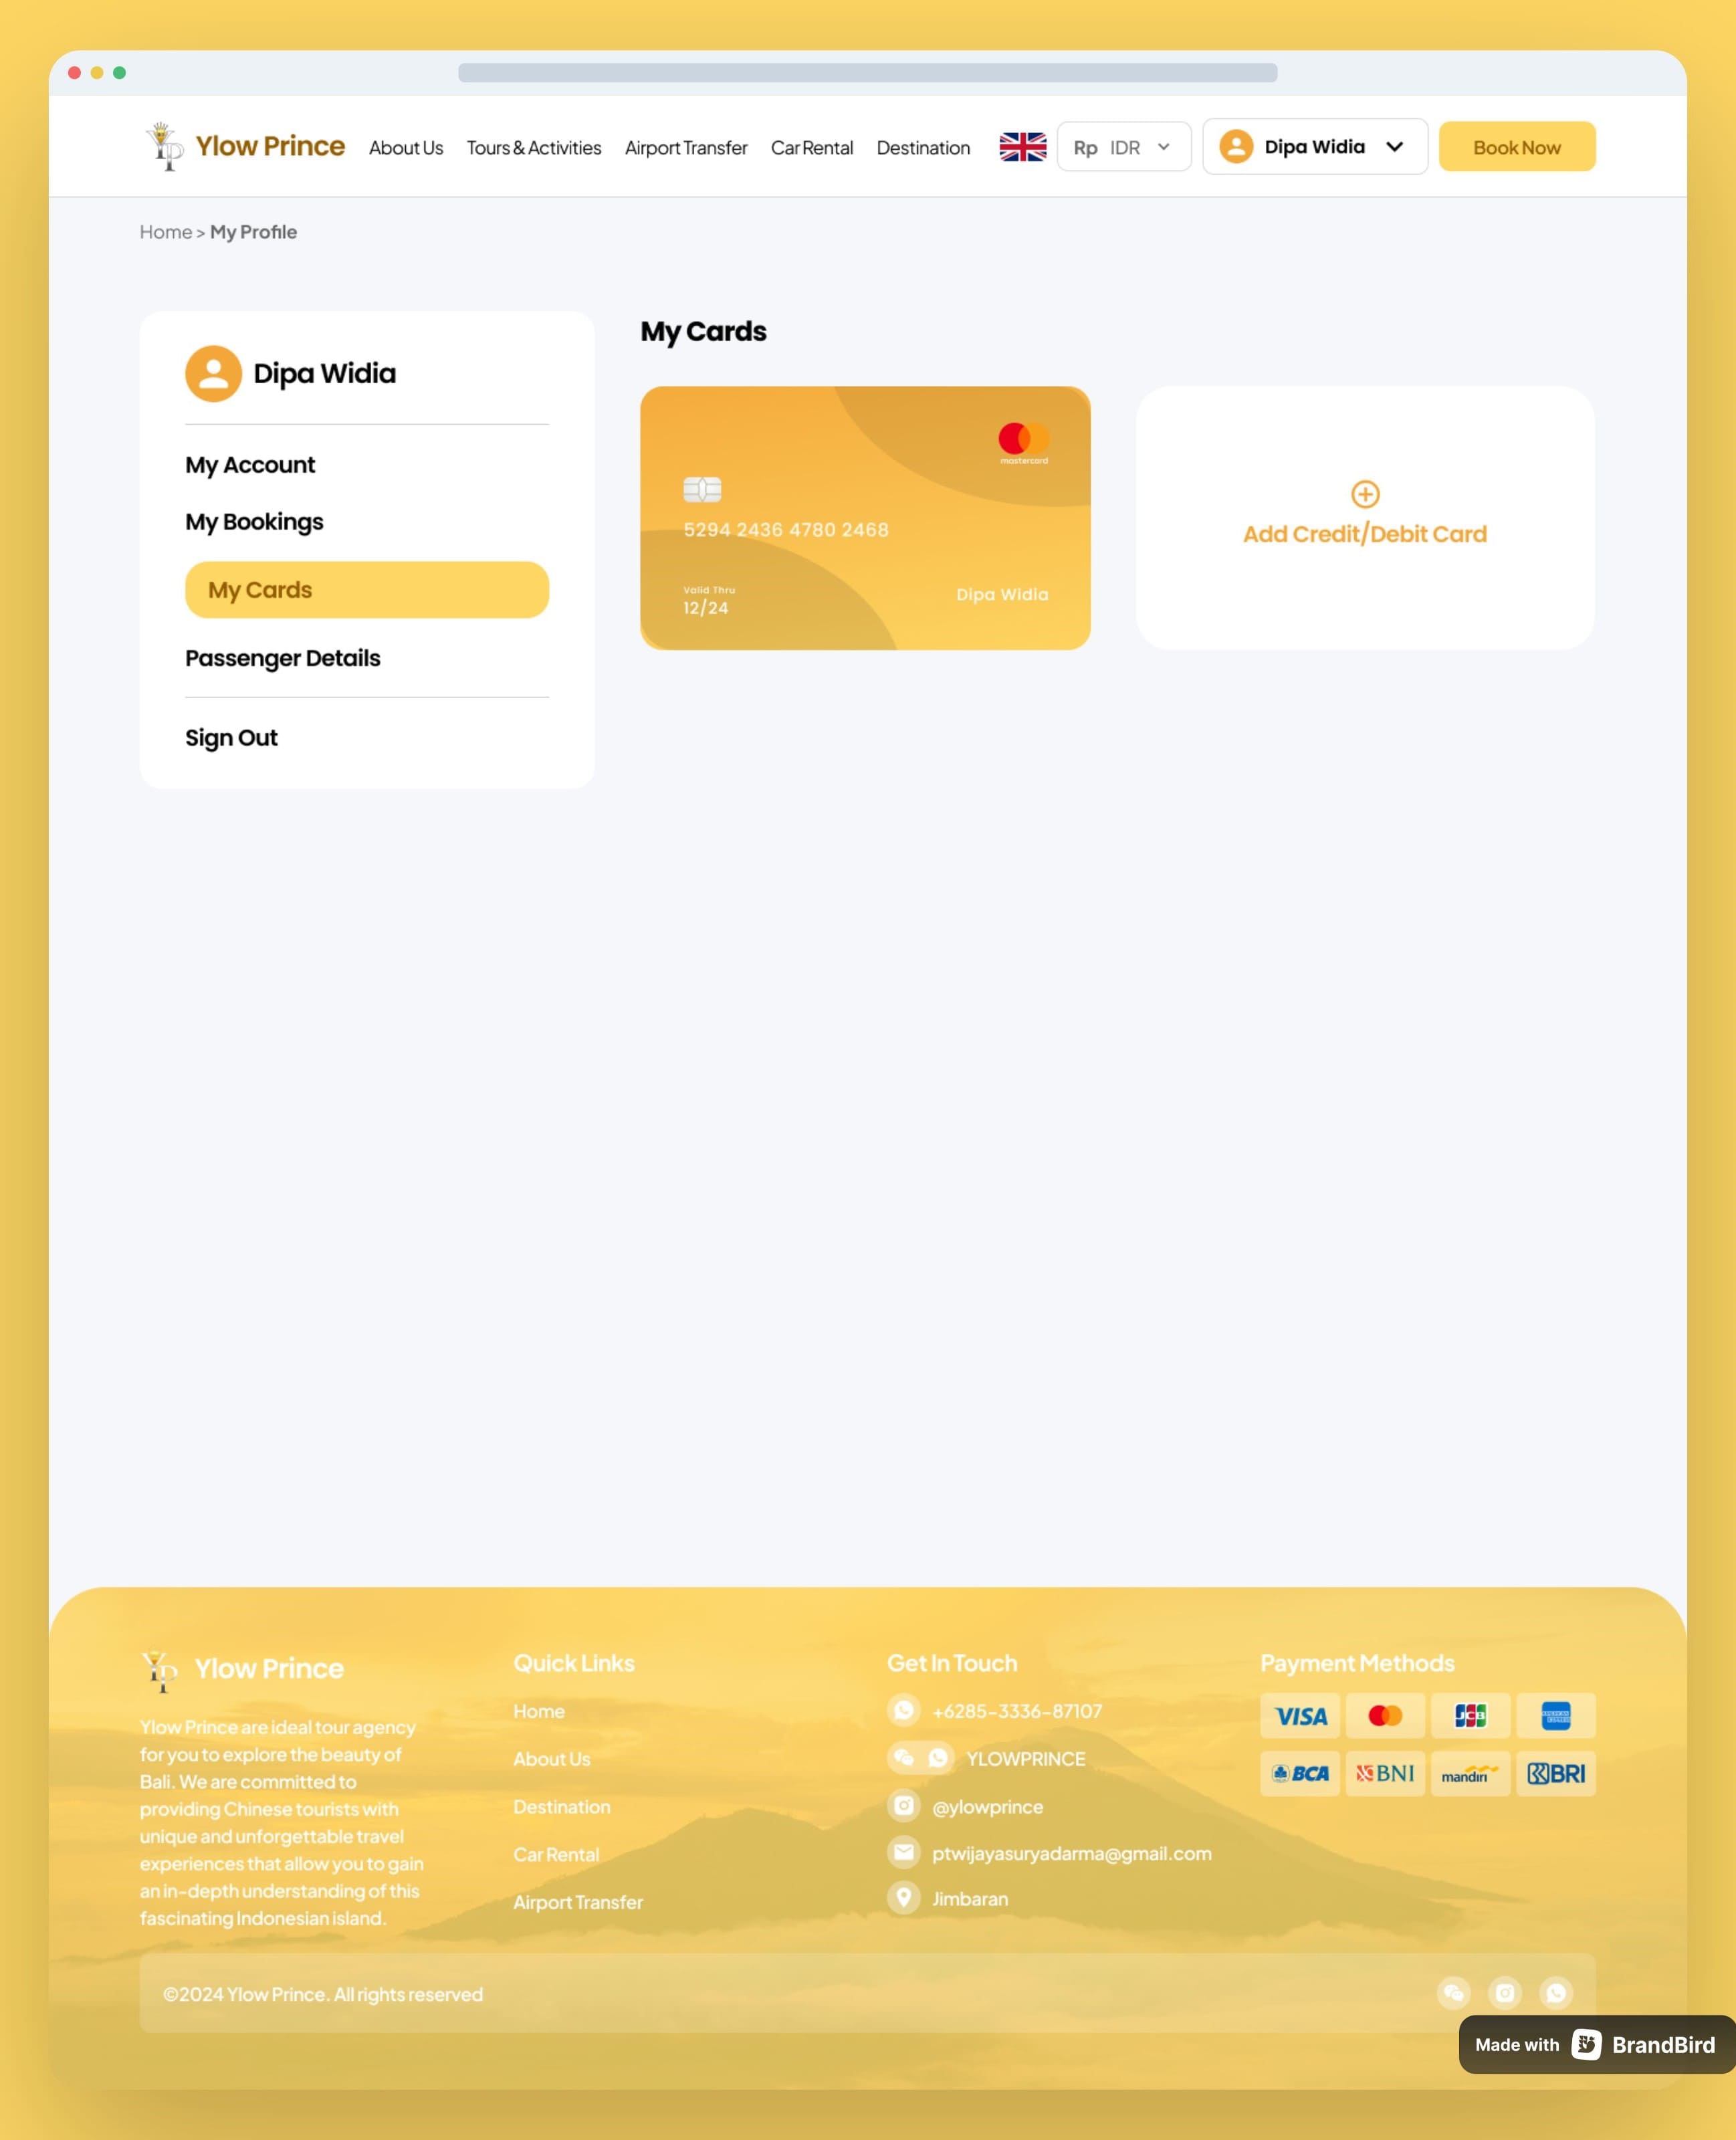 Ylow Prince
About Us
Tours & Activities
Airport Transfer
Car Rental
Destination
Rp IDR
Dipa Widia
Book Now
Home > My Profile
Dipa Widia
My Account
My Bookings
My Cards
Passenger Details
Sign Out
My Cards
mastercard
5294 2436 4780 2468
Valid Thru
12/24
Dipa Widia
Add Credit/Debit Card
Ylow Prince
Ylow Prince are ideal tour agency
for you to explore the beauty of
Bali. We are committed to
providing Chinese tourists with
unique and unforgettable travel
experiences that allow you to gain
an in-depth understanding of this
fascinating Indonesian island.
Quick Links
Home
About Us
Destination
Car Rental
Airport Transfer
Get In Touch
+6285-3336-87107
YLOWPRINCE
@ylowprince
ptwijayasuryadarma@gmail.com
Jimbaran
Payment Methods
VISA
JCB
AMERICAN EXPRESS
BCA
BNI
mandiri
BRI
©2024 Ylow Prince. All rights reserved
Made with BrandBird